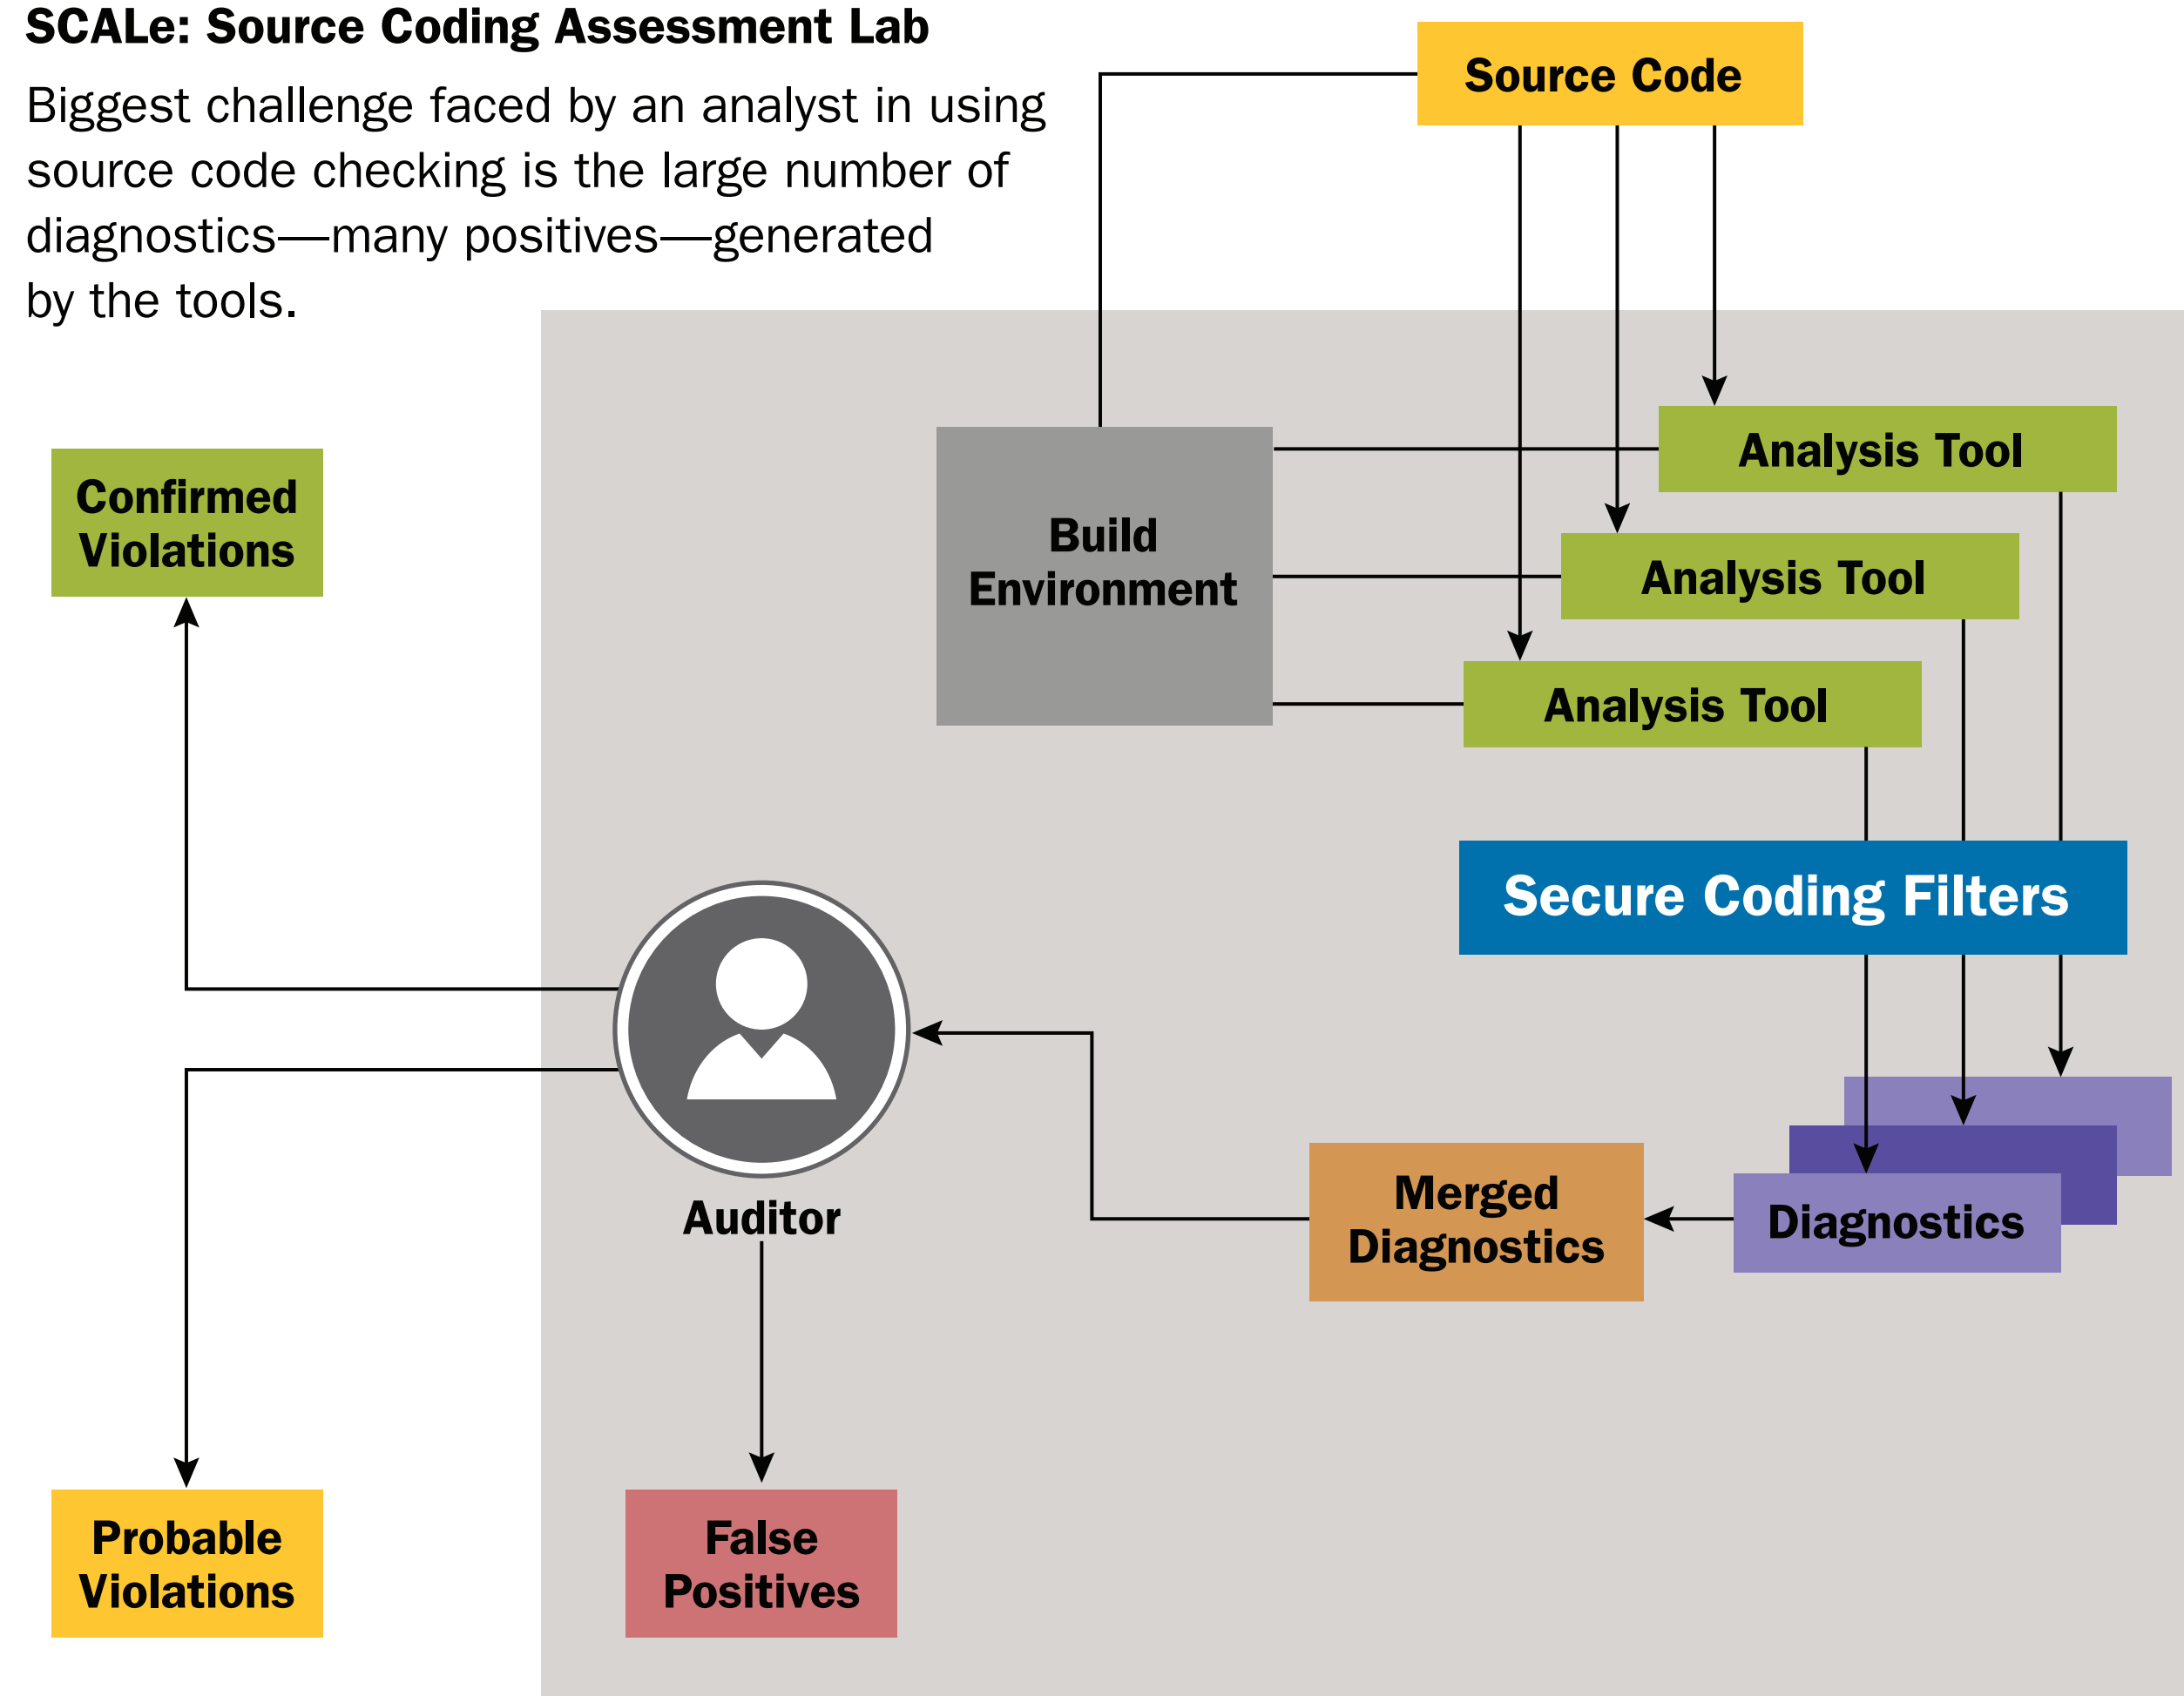 SCALe: Source Coding Assessment Lab
Biggest challenge faced by an analyst in using
source code checking is the large number of
diagnostics—many positives—generated
by the tools.
Source Code
Analysis Tool
Confirmed
Violations
Build
Environment
Analysis Tool
Analysis Tool
Secure Coding Filters
Auditor
Merged
Diagnostics
Diagnostics
Probable
Violations
False
Positives